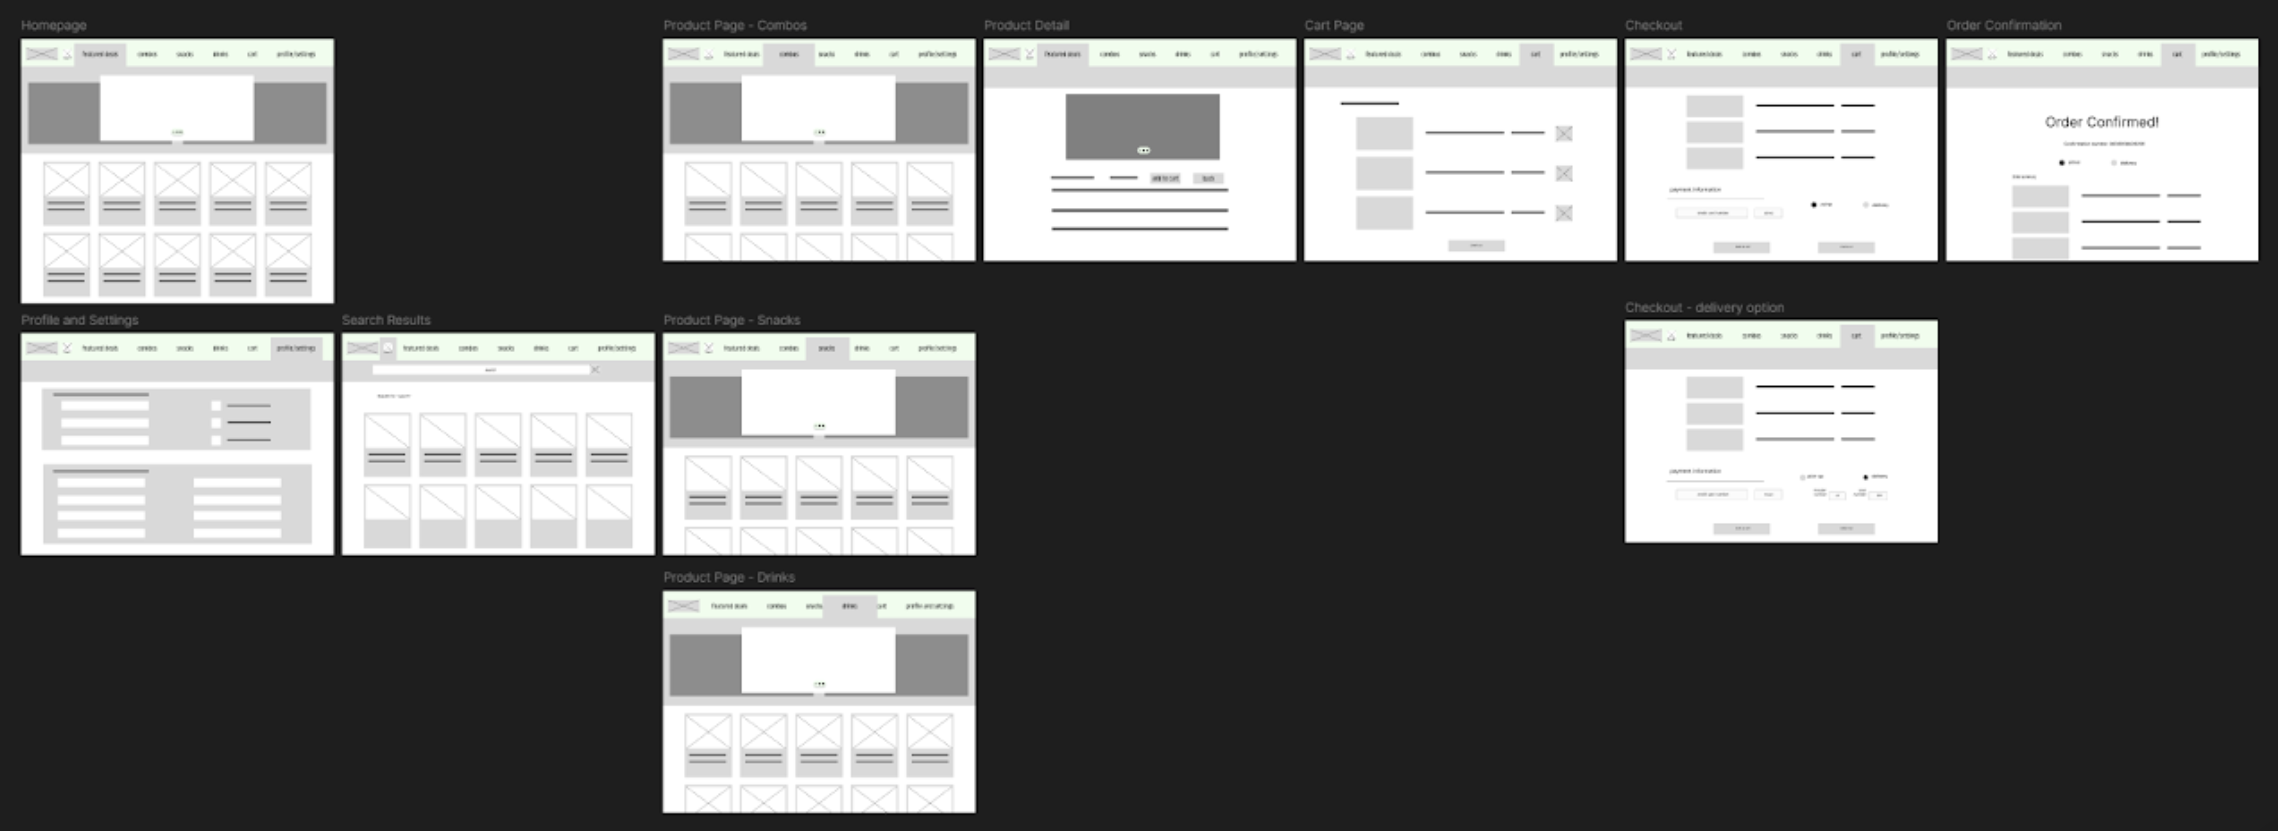 Homepage
featured deals combos snacks drinks cart profile/settings
Product Page - Combos
featured deals combos snacks drinks cart profile/settings
Product Detail
featured deals combos snacks drinks cart profile/settings
add to cart back
Cart Page
featured deals combos snacks drinks cart profile/settings
Checkout
featured deals combos snacks drinks cart profile/settings
payment information
delivery
Order Confirmation
featured deals combos snacks drinks cart profile/settings
Order Confirmed!
delivery
Profile and Settings
featured deals combos snacks drinks cart profile/settings
Search Results
featured deals combos snacks drinks cart profile/settings
search
Product Page - Snacks
featured deals combos snacks drinks cart profile/settings
Checkout - delivery option
featured deals combos snacks drinks cart profile/settings
payment information
pick up delivery
Product Page - Drinks
featured deals combos snacks drinks cart profile and settings